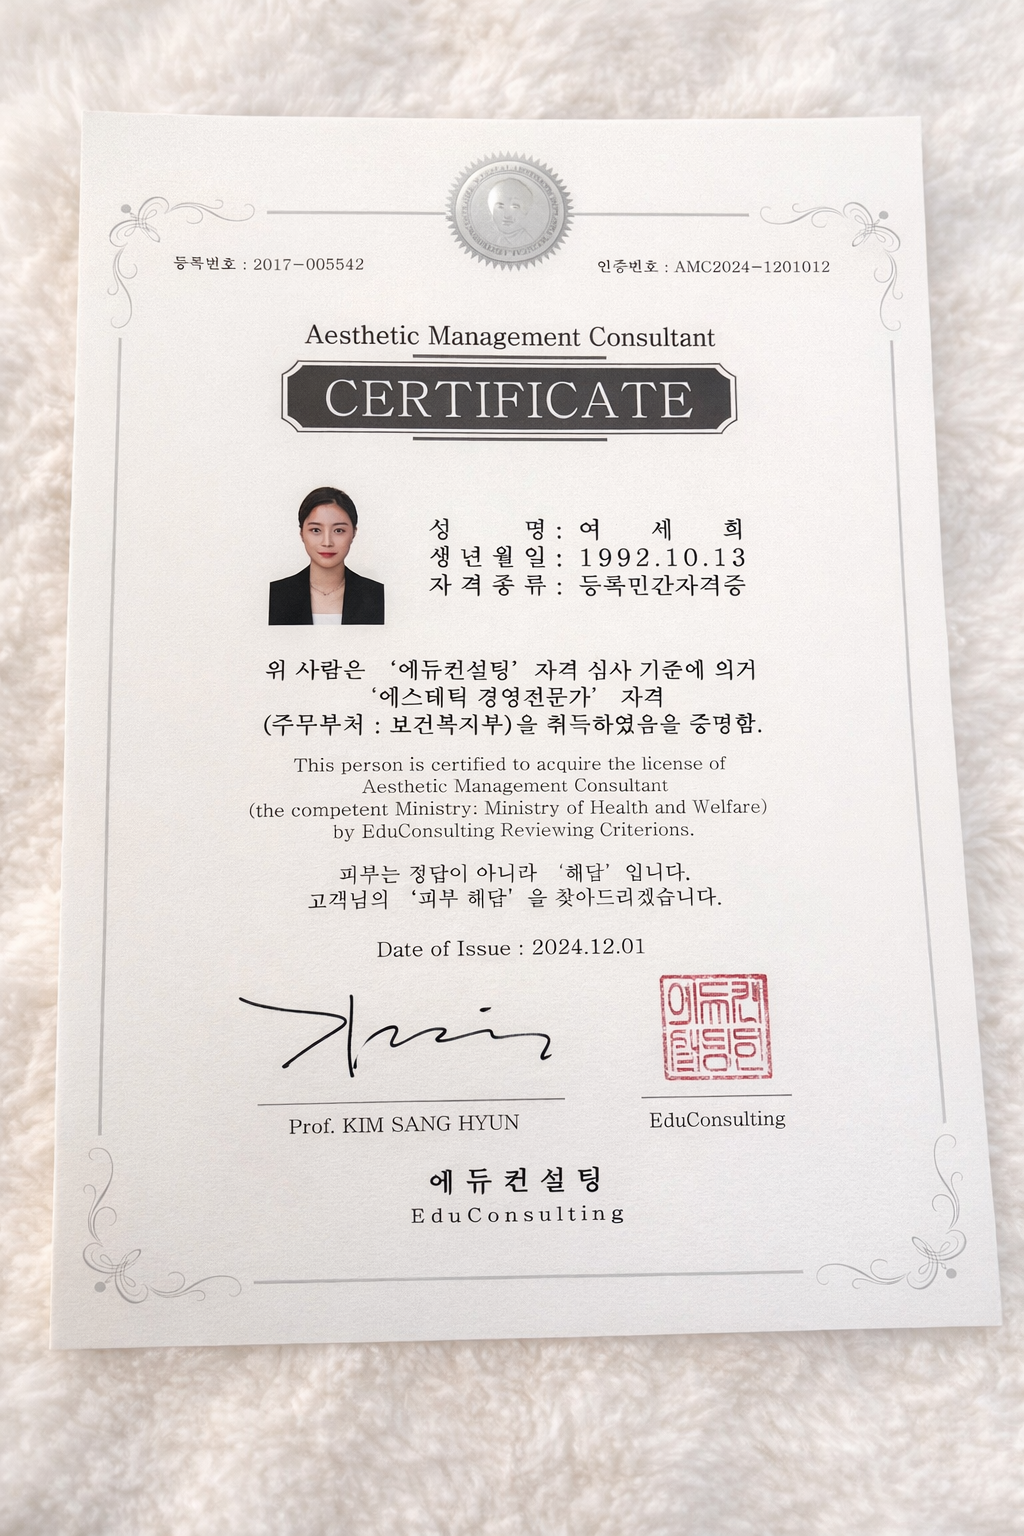 등록번호 : 2017-005542
인증번호 : AMC2024-1201012
Aesthetic Management Consultant
CERTIFICATE
성 명 : 여 세 희
생 년 월 일 : 1992.10.13
자 격 종 류 : 등록민간자격증
위 사람은 ‘에듀컨설팅’ 자격 심사 기준에 의거
‘에스테틱 경영전문가’ 자격
(주무부처 : 보건복지부)을 취득하였음을 증명함.
This person is certified to acquire the license of
Aesthetic Management Consultant
(the competent Ministry: Ministry of Health and Welfare)
by EduConsulting Reviewing Criterions.
피부는 정답이 아니라 ‘해답’ 입니다.
고객님의 ‘피부 해답' 을 찾아드리겠습니다.
Date of Issue : 2024.12.01
Prof. KIM SANG HYUN
EduConsulting
에듀컨설팅
EduConsulting